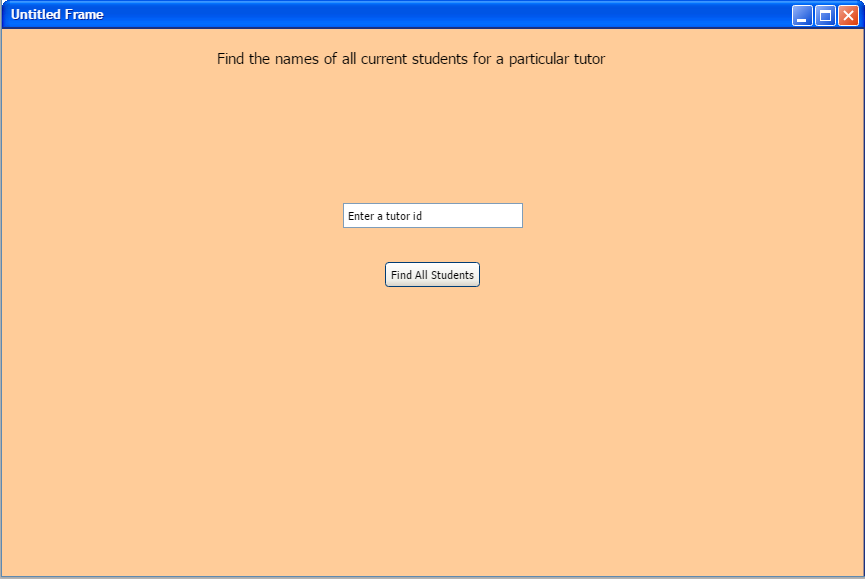 Untitled Frame
Find the names of all current students for a particular tutor
Enter a tutor id
Find All Students